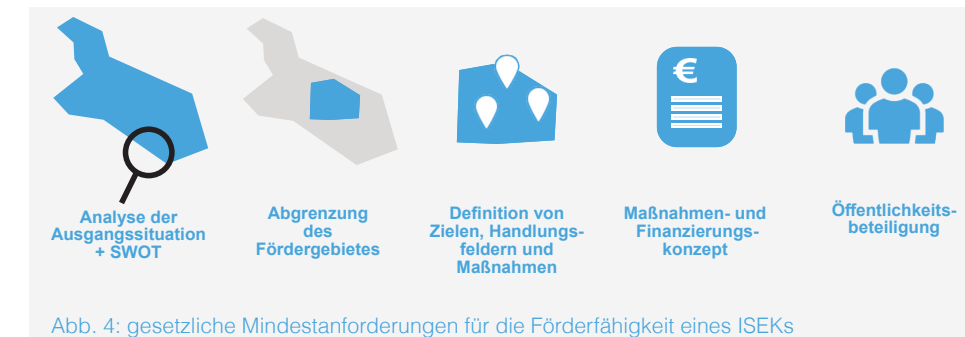 €
Analyse der
Ausgangssituation
+ SWOT
Abgrenzung
des
Fördergebietes
Definition von
Zielen, Handlungs-
feldern und
Maßnahmen
Maßnahmen- und
Finanzierungs-
konzept
Öffentlichkeits-
beteiligung
Abb. 4: gesetzliche Mindestanforderungen für die Förderfähigkeit eines ISEKs